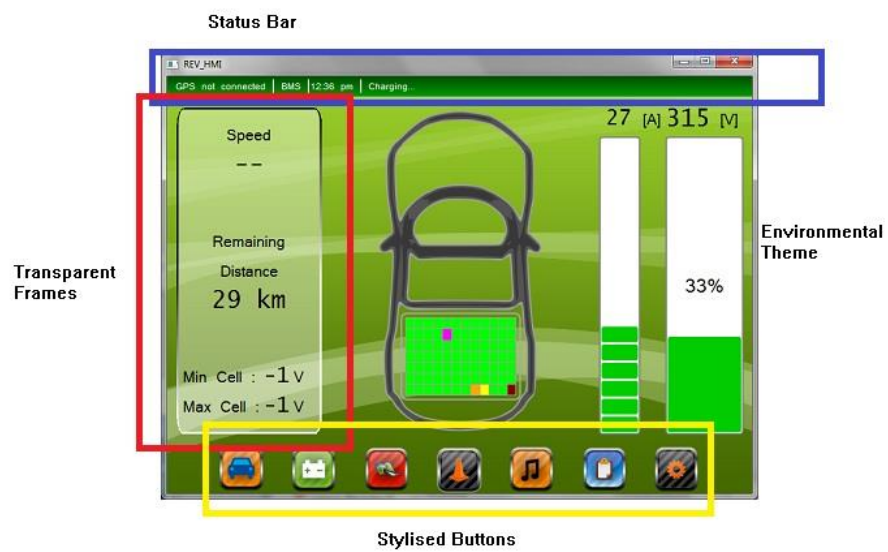 Status Bar
REV_HMI
GPS not connected | BMS | 12:36 pm | Charging...
27 [A] 315 [V]
Speed
--
Environmental
Theme
Remaining
Distance
Transparent
Frames
29 km
33%
Min Cell : -1 V
Max Cell : -1 V
Stylised Buttons